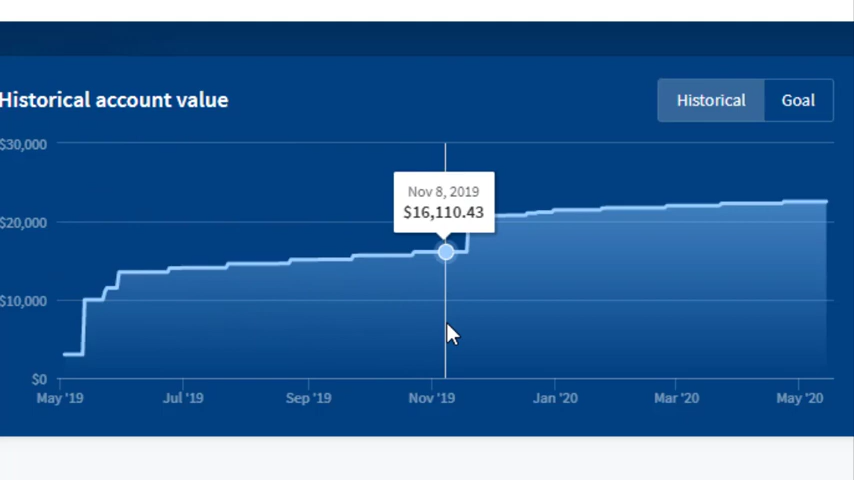 Historical account value
Historical
Goal
$30,000
Nov 8, 2019
$16,110.43
$20,000
$10,000
$0
May '19
Jul '19
Sep '19
Nov '19
Jan '20
Mar '20
May '20